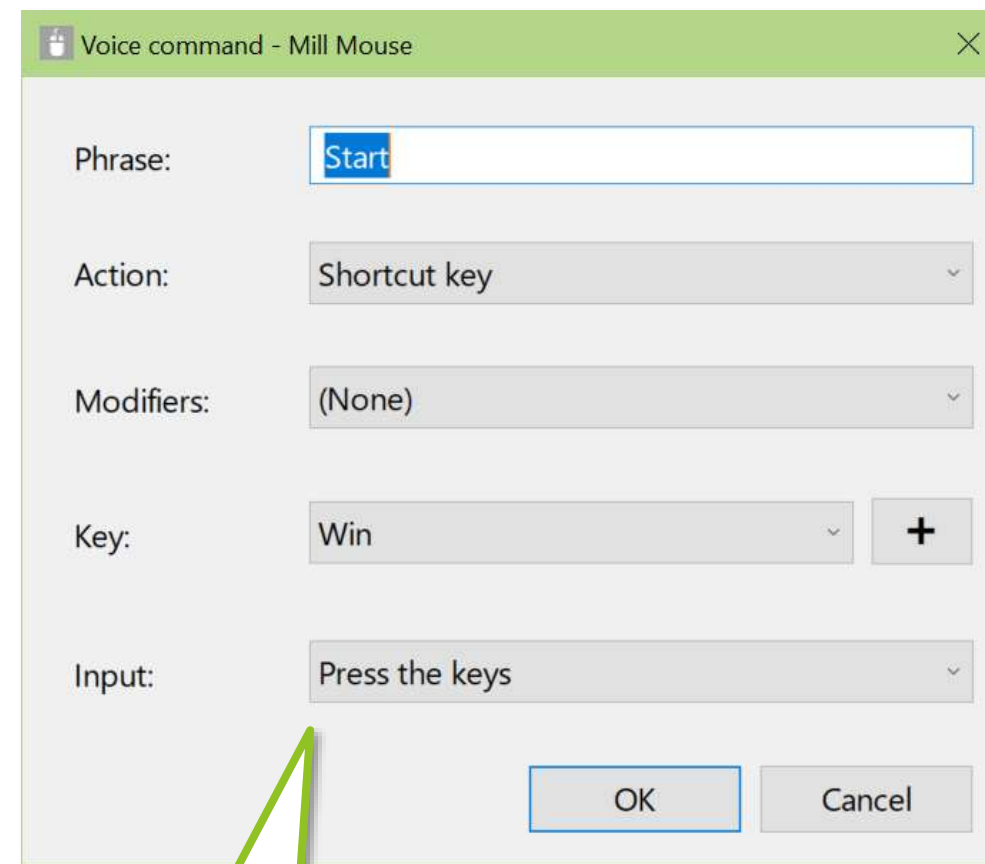 Voice command - Mill Mouse
Phrase: Start
Action: Shortcut key
Modifiers: (None)
Key: Win +
Input: Press the keys
OK Cancel